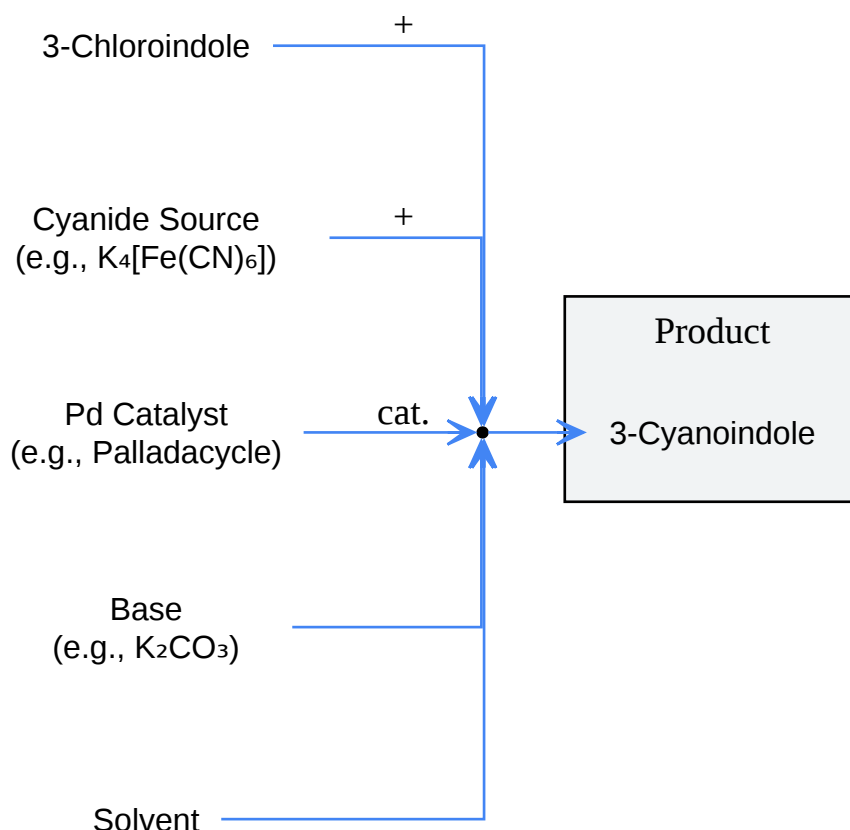 3-Chloroindole
+
Cyanide Source
(e.g., K₄[Fe(CN)₆])
+
Pd Catalyst
(e.g., Palladacycle)
cat.
Product
3-Cyanoindole
Base
(e.g., K₂CO₃)
Solvent